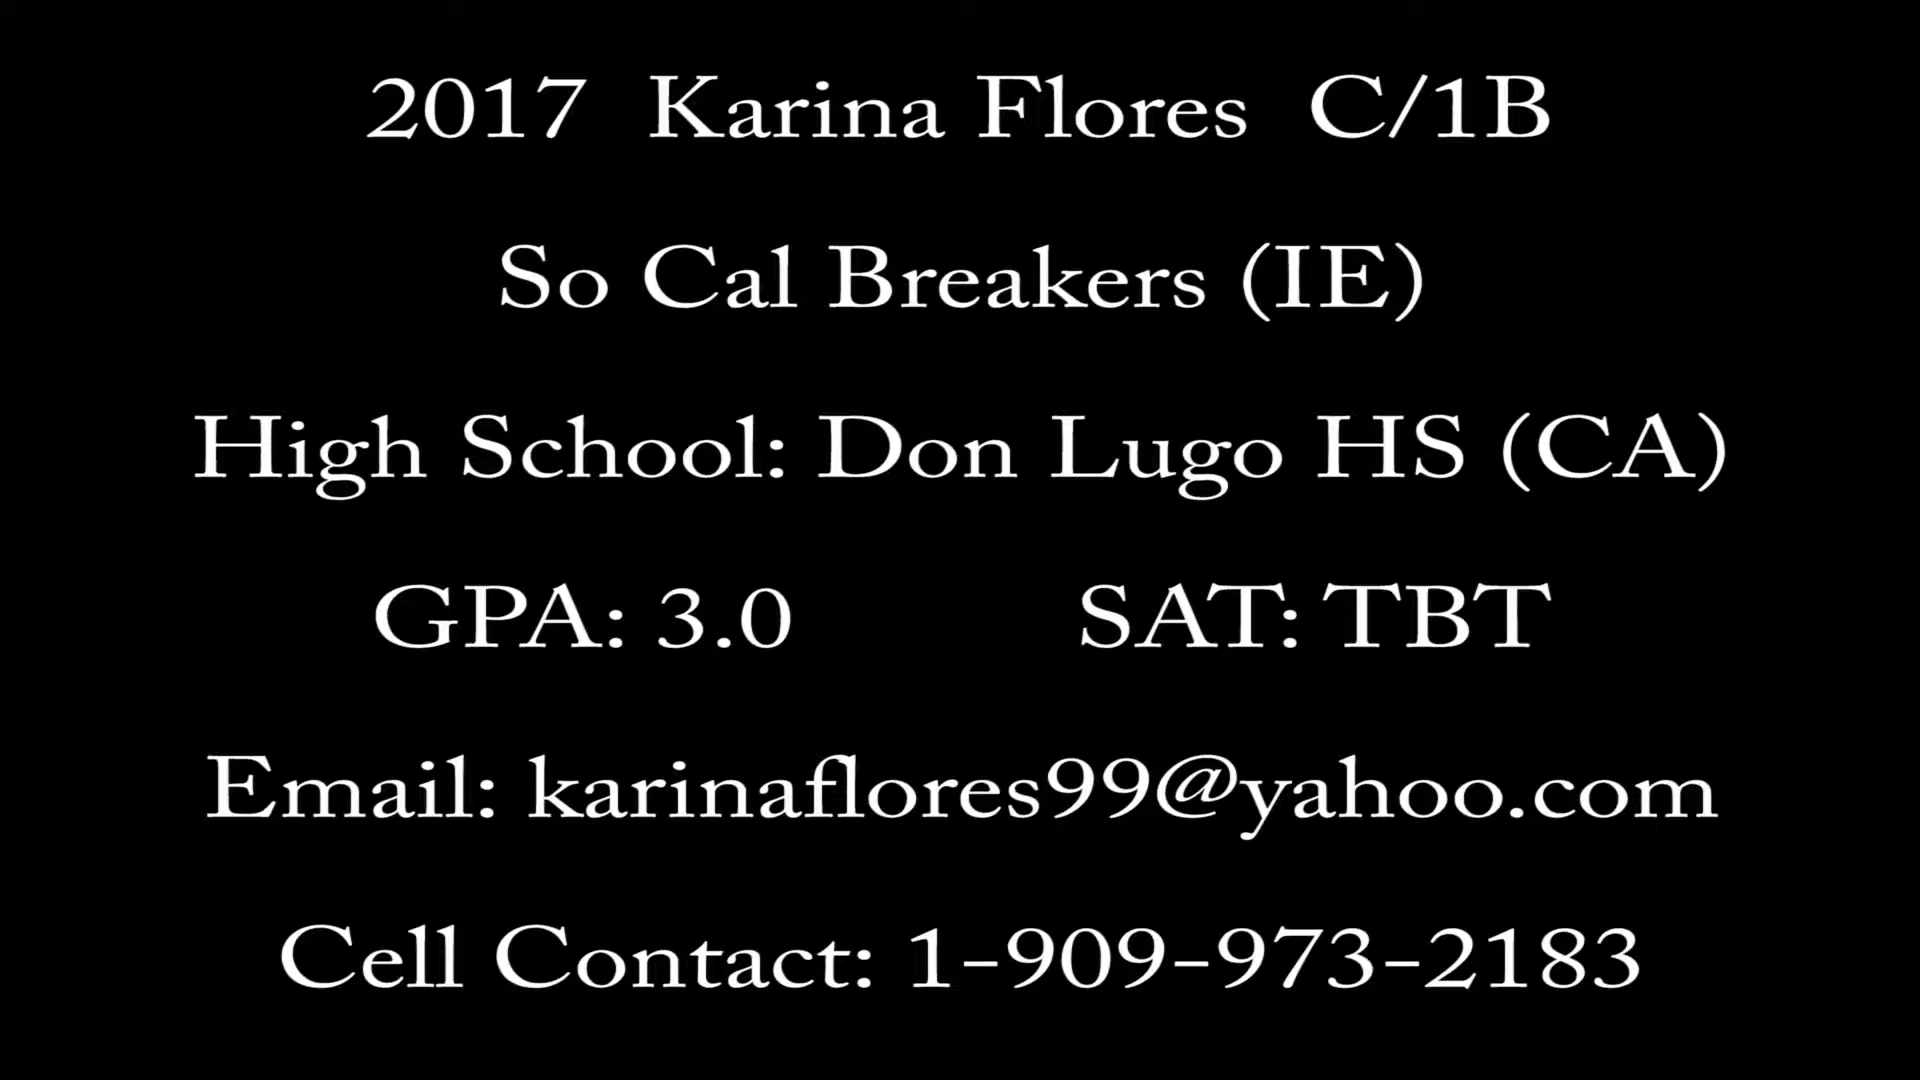 2017 Karina Flores C/1B
So Cal Breakers (IE)
High School: Don Lugo HS (CA)
GPA: 3.0 SAT: TBT
Email: karinaflores99@yahoo.com
Cell Contact: 1-909-973-2183